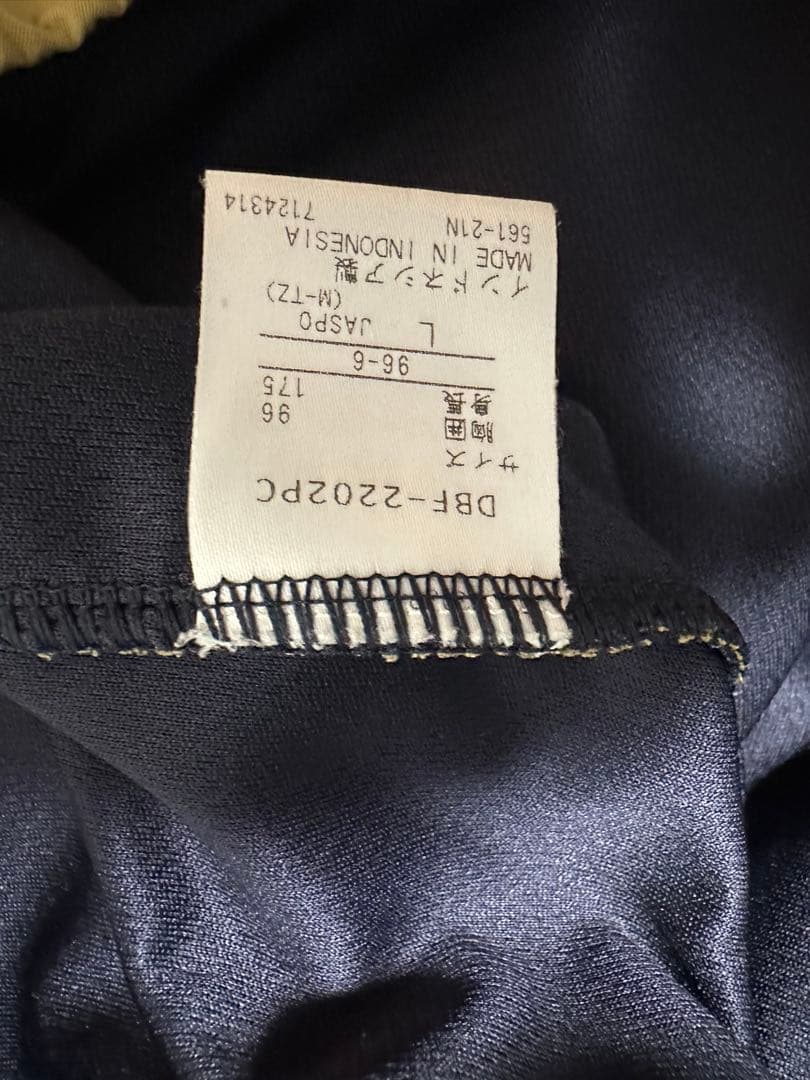 DBF-2202PC
サイズ
胸囲 96
身長 175
96-6
L JASPO
(M-TZ)
インドネシア製
MADE IN INDONESIA
561-21N 7124314